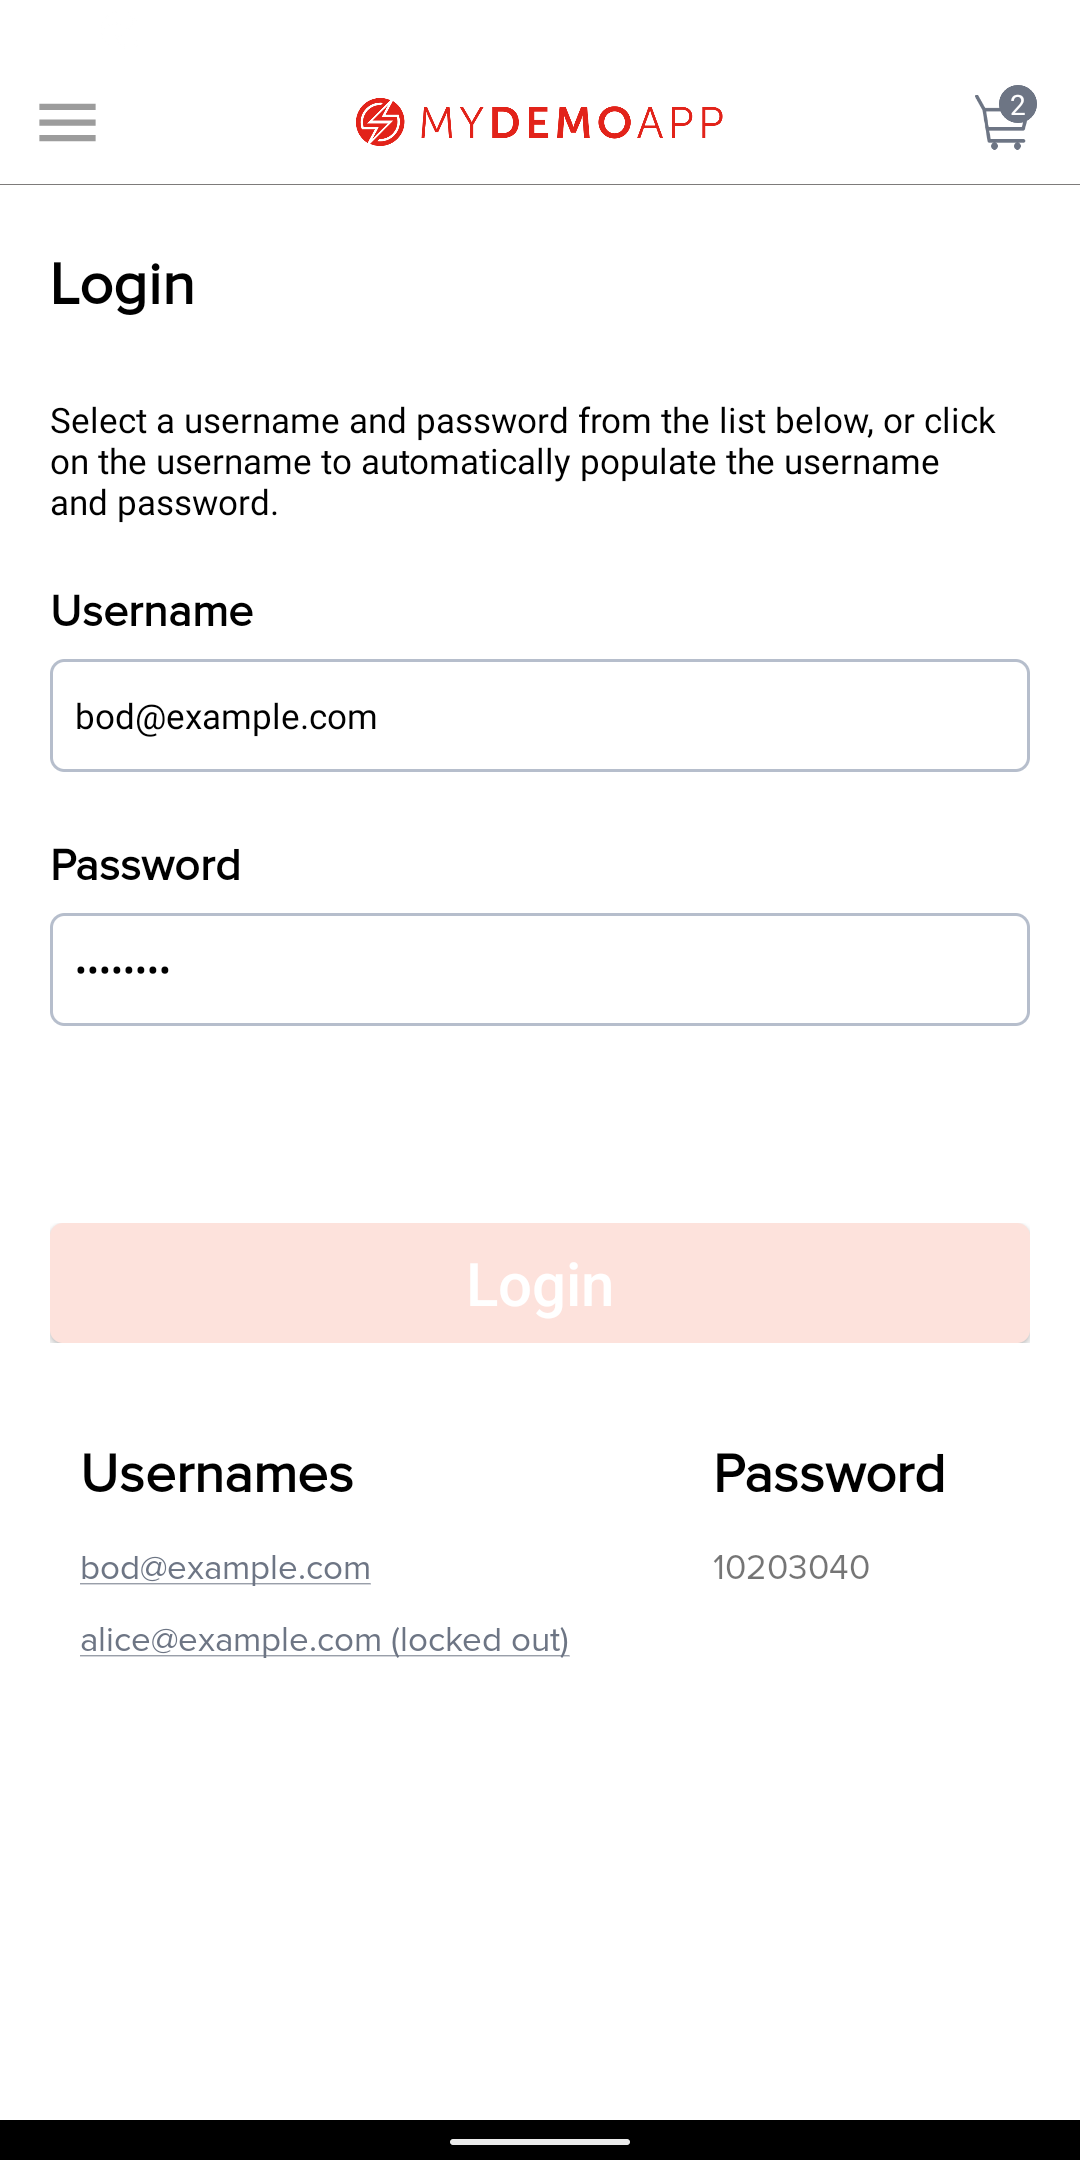 MYDEMOAPP
2
Login
Select a username and password from the list below, or click
on the username to automatically populate the username
and password.
Username
bod@example.com
Password
••••••••
Login
Usernames
Password
bod@example.com
10203040
alice@example.com (locked out)